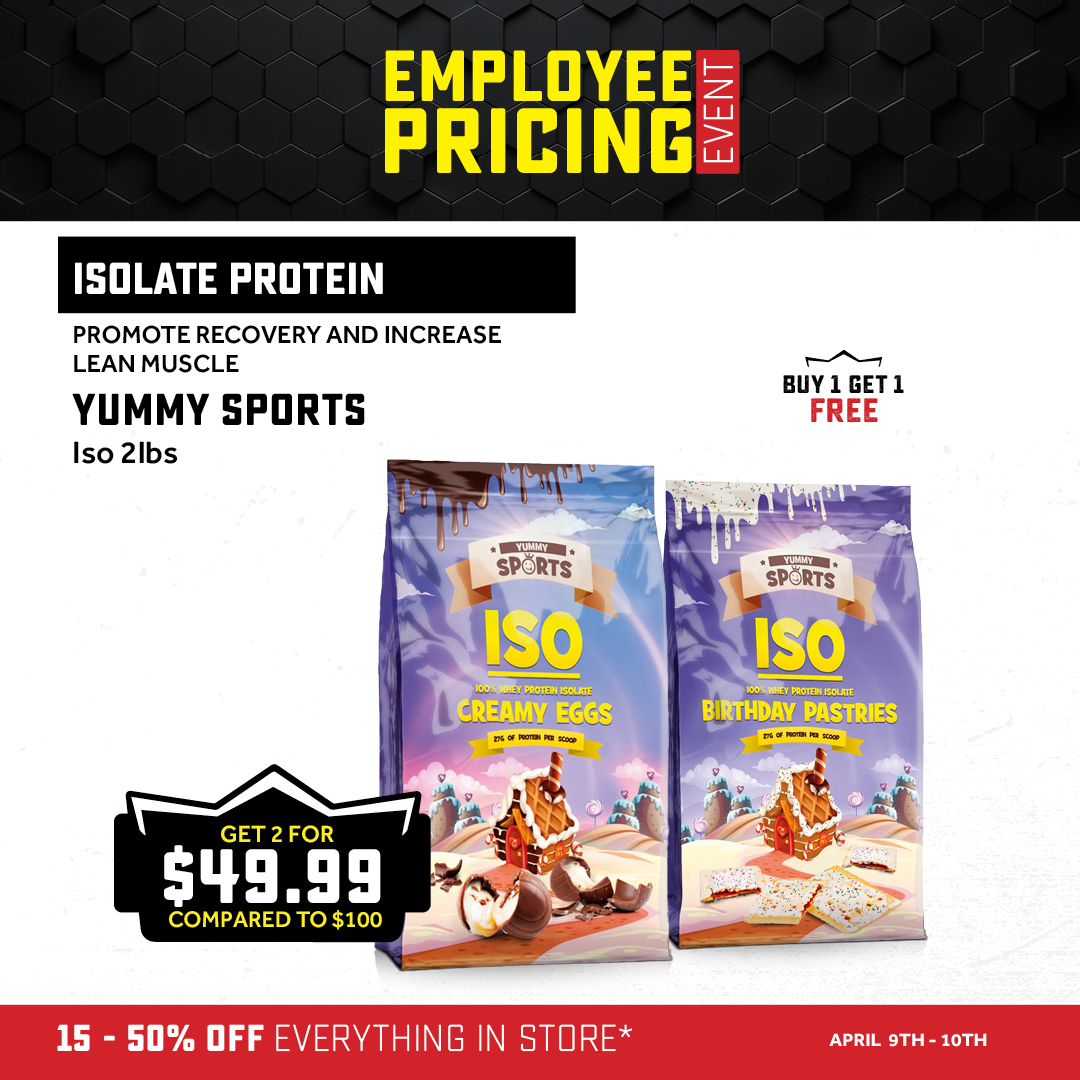 EMPLOYEE
PRICING
EVENT
ISOLATE PROTEIN
PROMOTE RECOVERY AND INCREASE
LEAN MUSCLE
YUMMY SPORTS
Iso 2lbs
BUY 1 GET 1
FREE
YUMMY
SPORTS
ISO
100% WHEY PROTEIN ISOLATE
CREAMY EGGS
27G OF PROTEIN PER SCOOP
YUMMY
SPORTS
ISO
100% WHEY PROTEIN ISOLATE
BIRTHDAY PASTRIES
27G OF PROTEIN PER SCOOP
GET 2 FOR
$49.99
COMPARED TO $100
15 - 50% OFF EVERYTHING IN STORE*
APRIL 9TH - 10TH